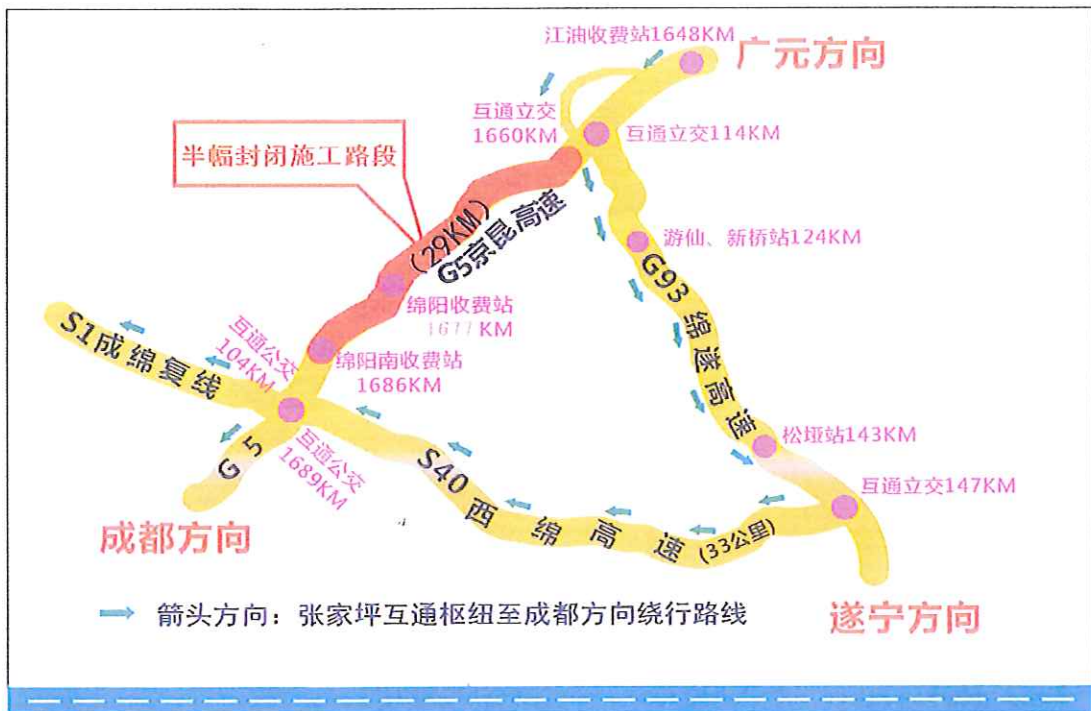 江油收费站1648KM
广元方向
互通立交
1660KM
互通立交114KM
半幅封闭施工路段
(29KM)
G5京昆高速
游仙、新桥站124KM
G93绵遂高速
绵阳收费站
1677KM
S1成绵复线
互通公交
104KM
绵阳南收费站
1686KM
G5
互通公交
1689KM
S40西绵高速(33公里)
松垭站143KM
互通立交147KM
成都方向
箭头方向：张家坪互通枢纽至成都方向绕行路线
遂宁方向